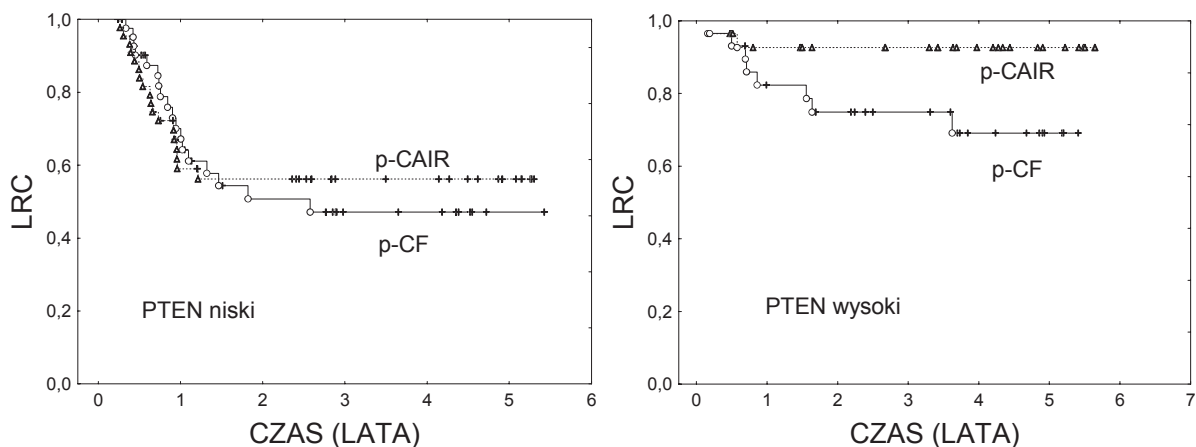 1,0
0,8
0,6
0,4
0,2
0,0
LRC
p-CAIR
p-CF
PTEN niski
0 1 2 3 4 5 6
CZAS (LATA)
1,0
0,8
0,6
0,4
0,2
0,0
LRC
p-CAIR
p-CF
PTEN wysoki
0 1 2 3 4 5 6 7
CZAS (LATA)